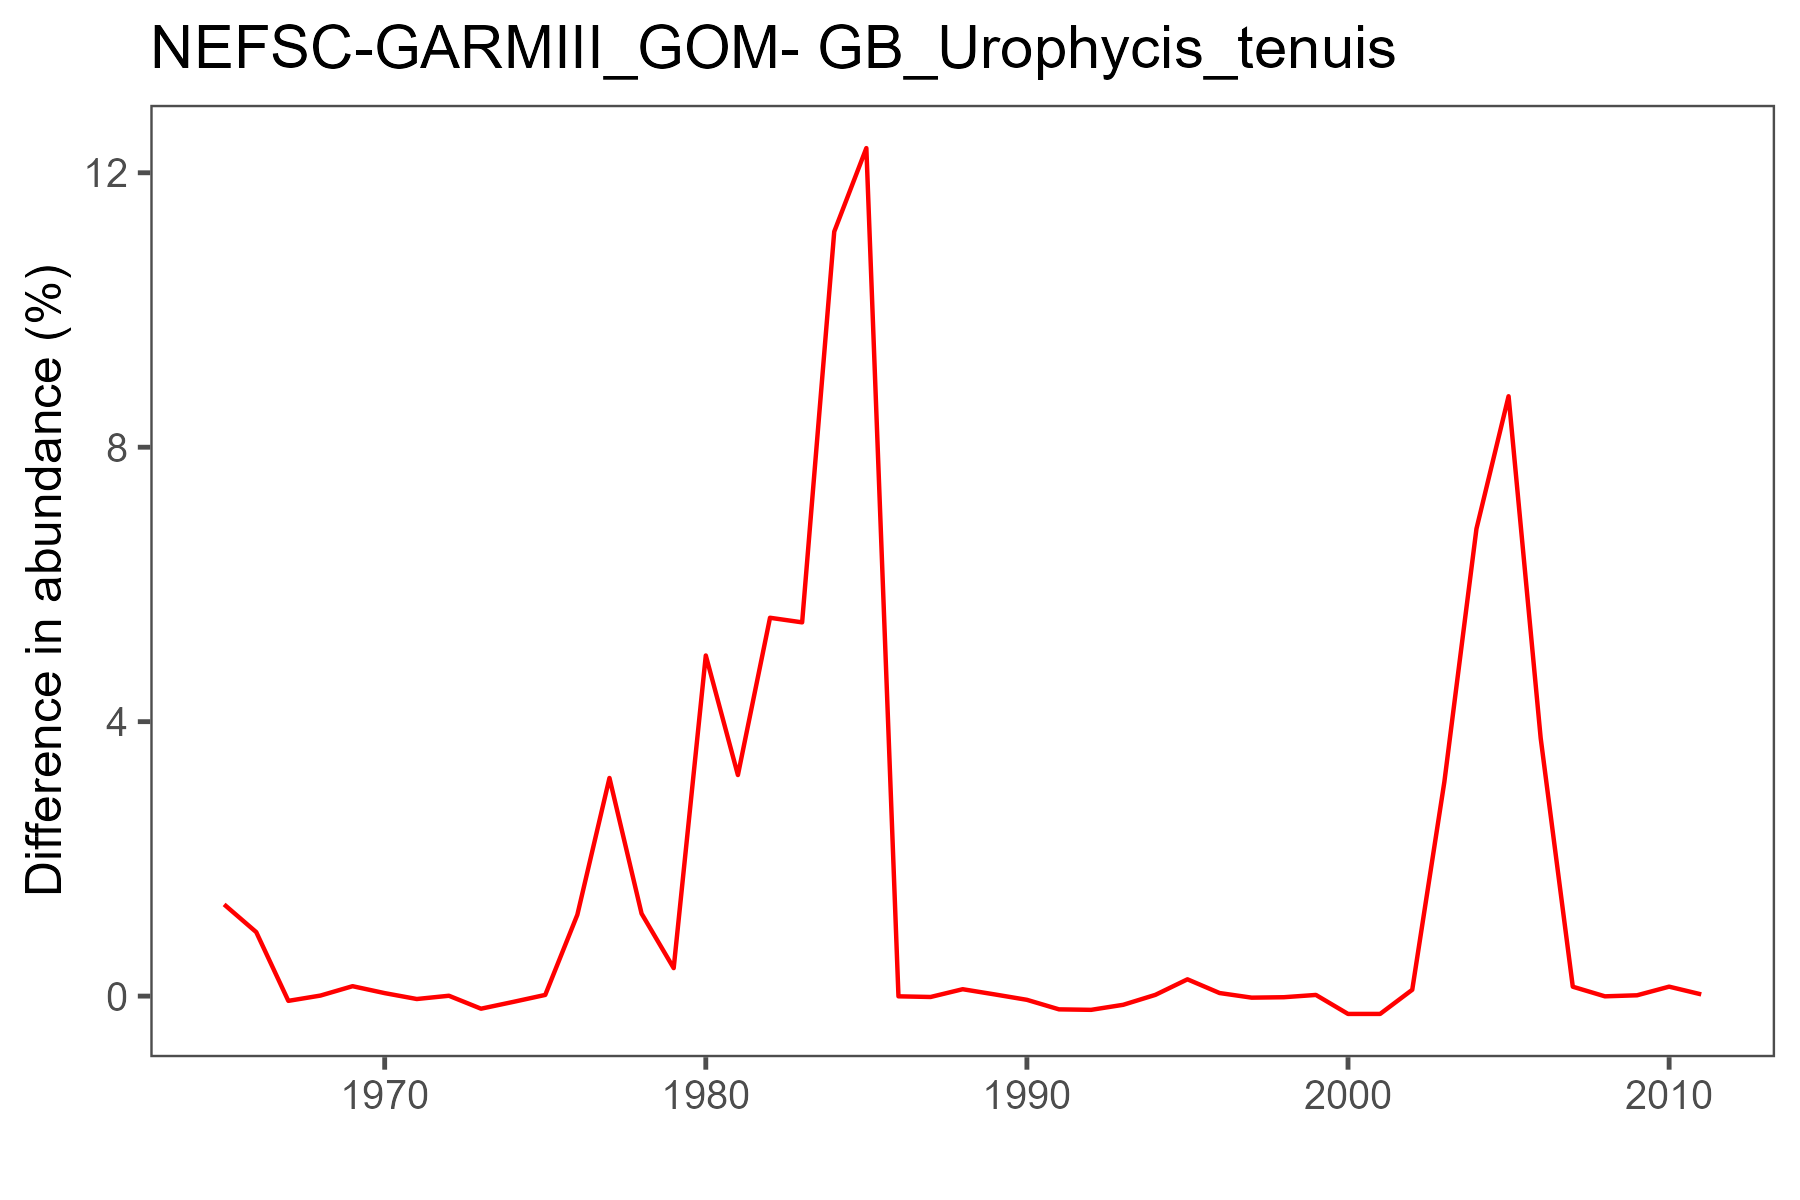 NEFSC-GARMIII_GOM- GB_Urophycis_tenuis
Difference in abundance (%)
12
8
4
0
1970 1980 1990 2000 2010